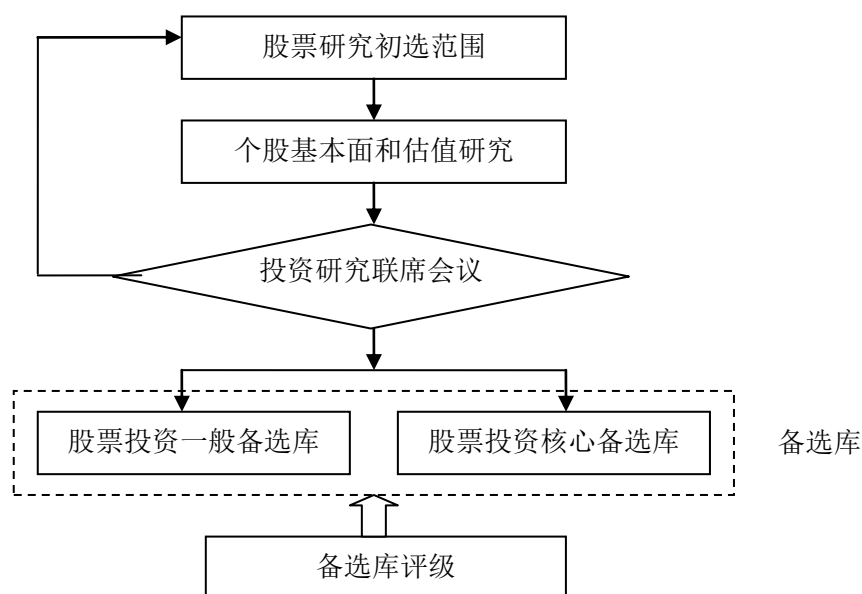 股票研究初选范围
个股基本面和估值研究
投资研究联席会议
股票投资一般备选库
股票投资核心备选库
备选库
备选库评级